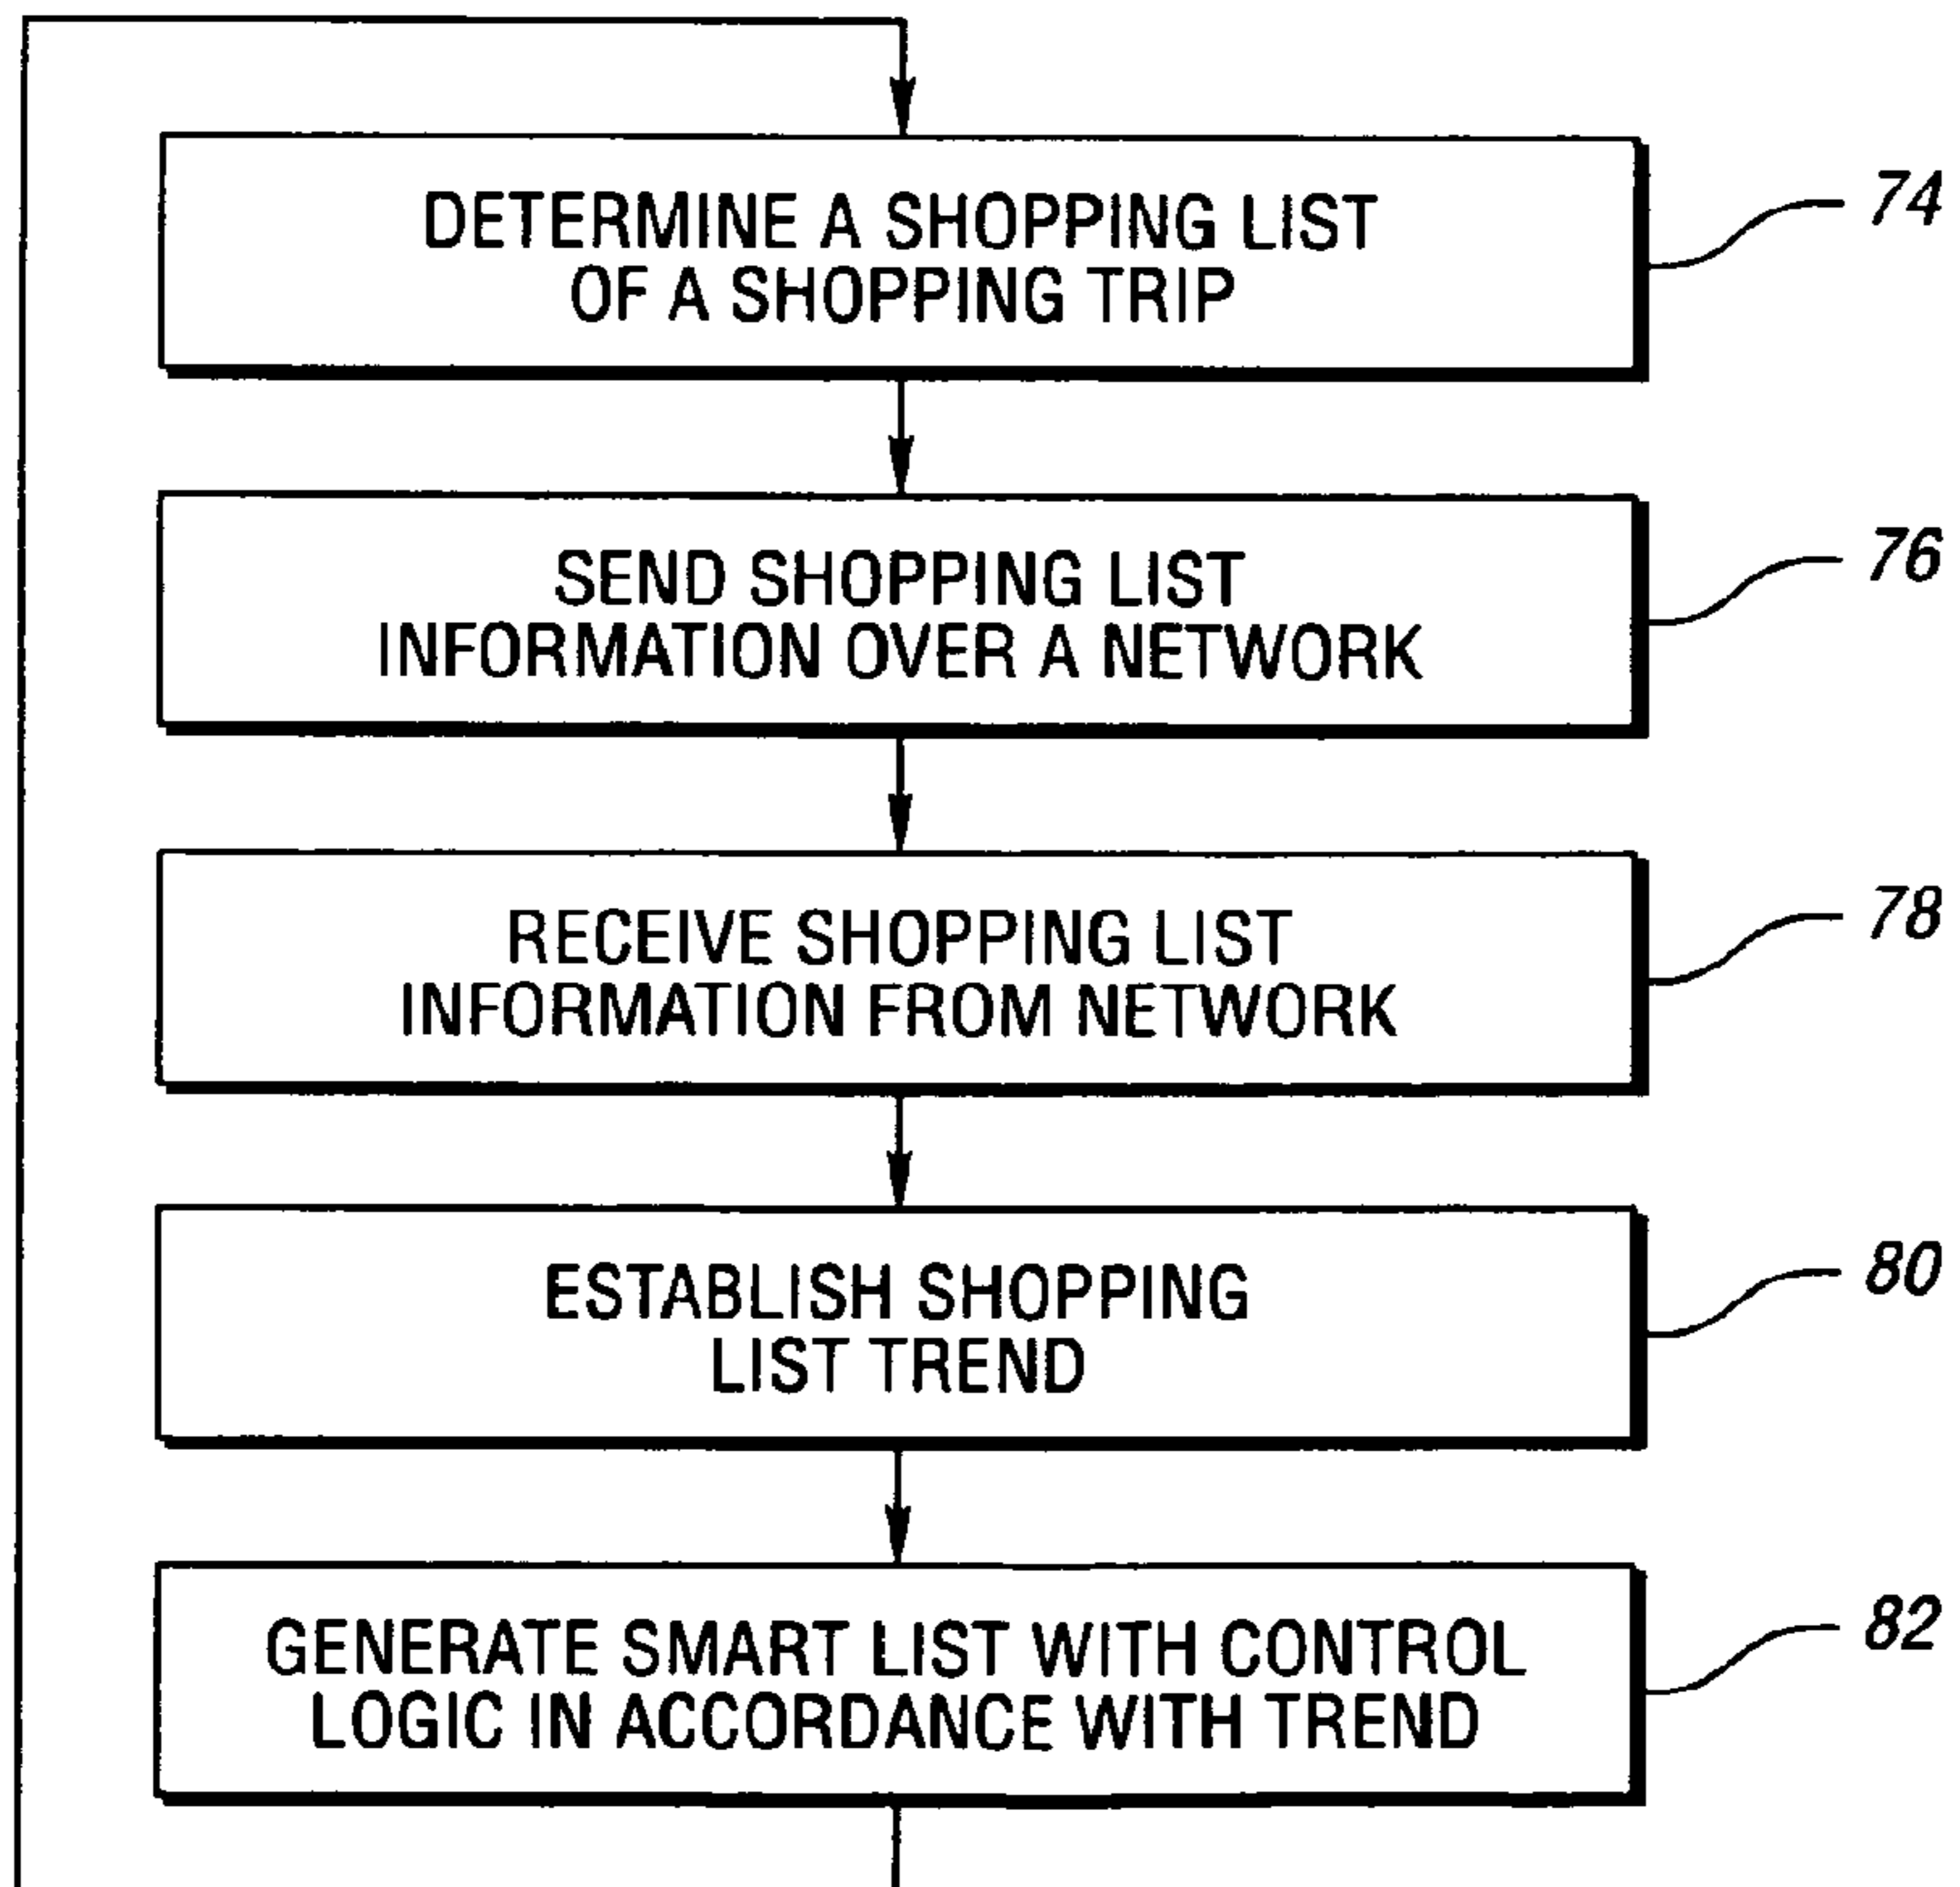 DETERMINE A SHOPPING LIST
OF A SHOPPING TRIP
74
SEND SHOPPING LIST
INFORMATION OVER A NETWORK
76
RECEIVE SHOPPING LIST
INFORMATION FROM NETWORK
78
ESTABLISH SHOPPING
LIST TREND
80
GENERATE SMART LIST WITH CONTROL
LOGIC IN ACCORDANCE WITH TREND
82